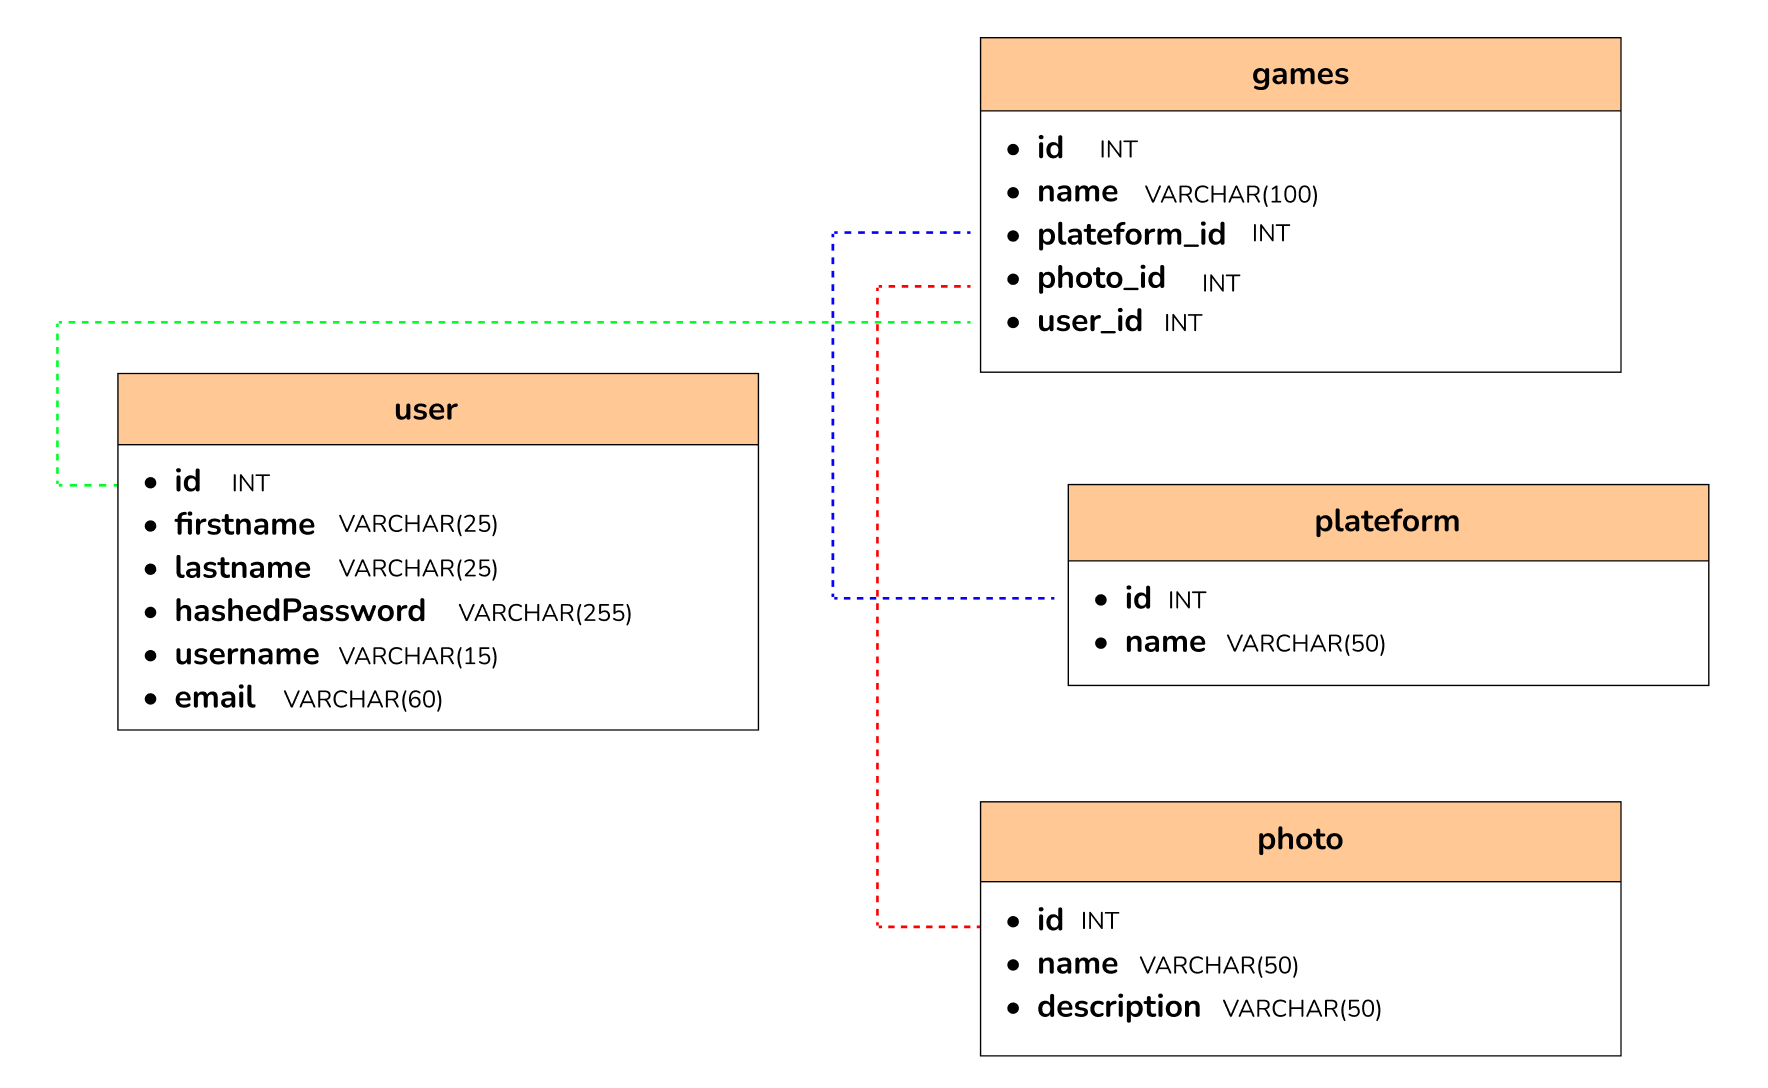 games
• id INT
• name VARCHAR(100)
• plateform_id INT
• photo_id INT
• user_id INT
user
• id INT
• firstname VARCHAR(25)
• lastname VARCHAR(25)
• hashedPassword VARCHAR(255)
• username VARCHAR(15)
• email VARCHAR(60)
plateform
• id INT
• name VARCHAR(50)
photo
• id INT
• name VARCHAR(50)
• description VARCHAR(50)